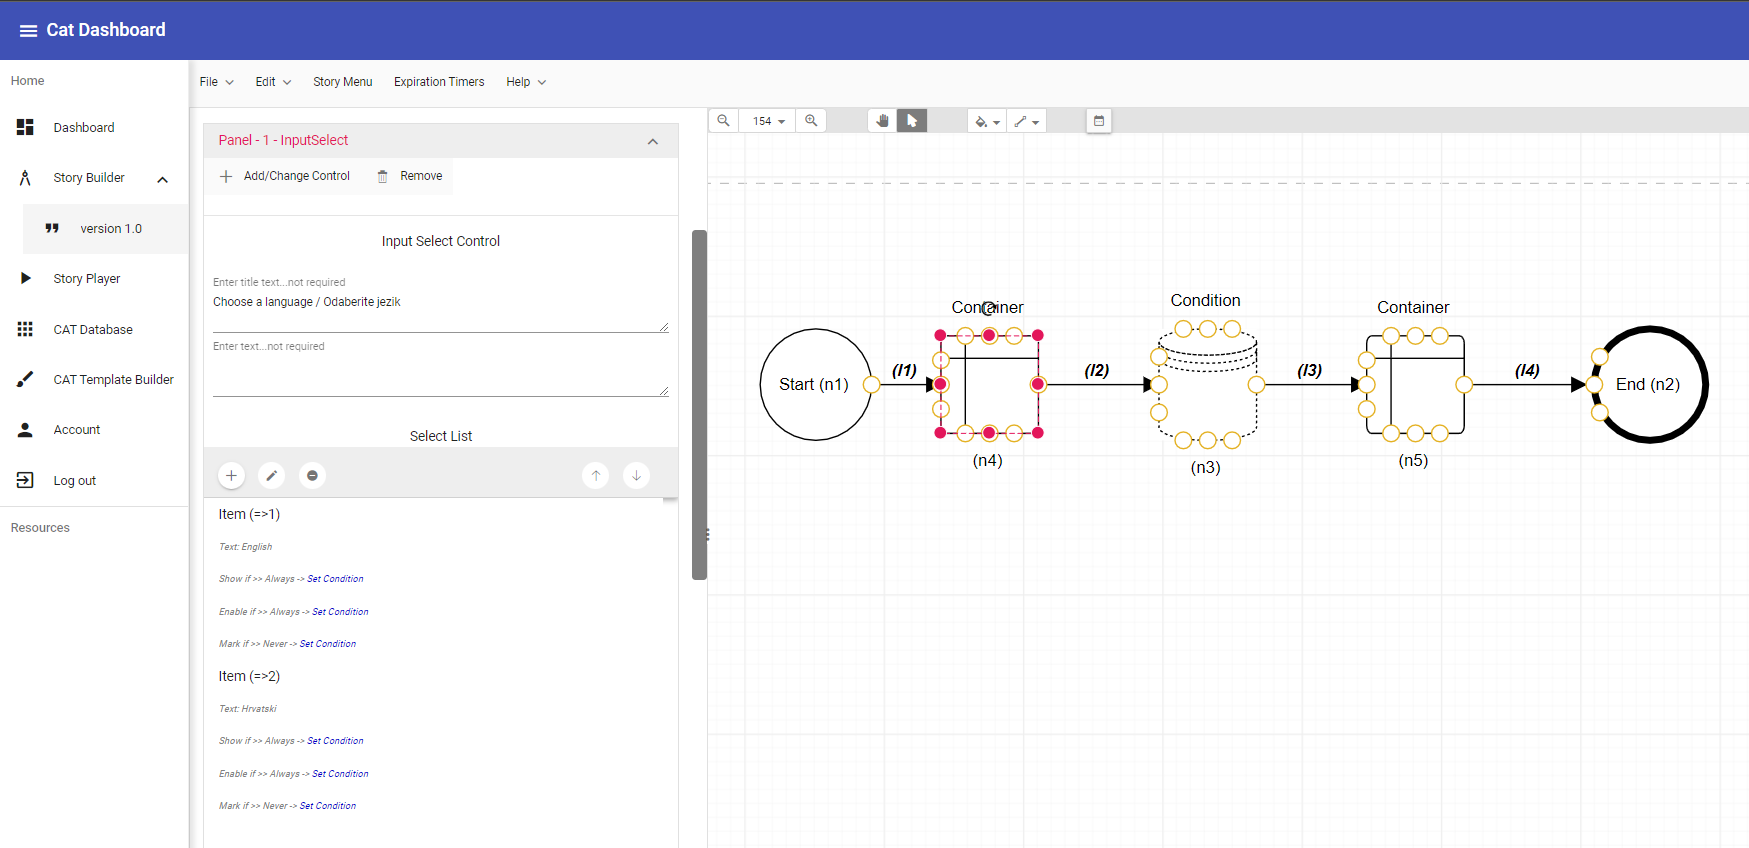 Cat Dashboard
Home
Dashboard
Story Builder
version 1.0
Story Player
CAT Database
CAT Template Builder
Account
Log out
Resources
File Edit Story Menu Expiration Timers Help
Panel - 1 - InputSelect
Add/Change Control Remove
Input Select Control
Enter title text...not required
Choose a language / Odaberite jezik
Enter text...not required
Select List
Item (=>1)
Text: English
Show if >> Always -> Set Condition
Enable if >> Always -> Set Condition
Mark if >> Never -> Set Condition
Item (=>2)
Text: Hrvatski
Show if >> Always -> Set Condition
Enable if >> Always -> Set Condition
Mark if >> Never -> Set Condition
154
Container
Condition
Container
Start (n1)
(l1)
(l2)
(l3)
(l4)
End (n2)
(n4)
(n3)
(n5)